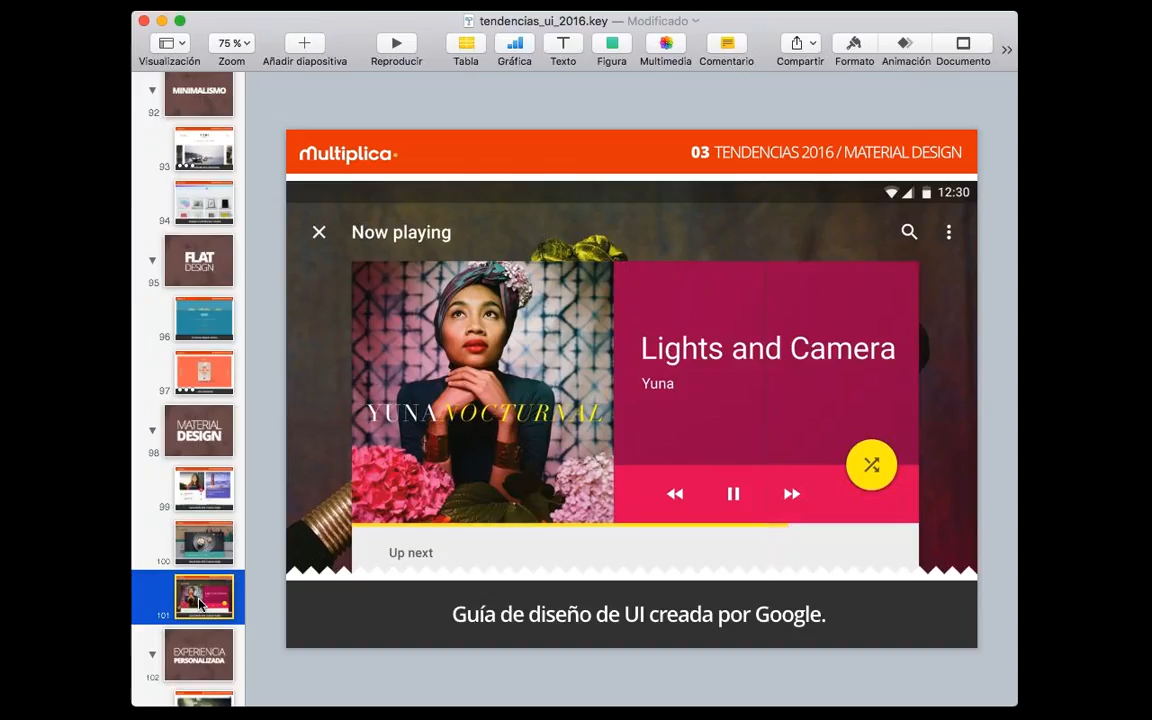 tendencias_ui_2016.key — Modificado
75 %
Visualización
Zoom
Añadir diapositiva
Reproducir
Tabla
Gráfica
Texto
Figura
Multimedia
Comentario
Compartir
Formato
Animación
Documento
MINIMALISMO
92
93
94
FLAT
DESIGN
95
96
97
MATERIAL
DESIGN
98
99
100
101
EXPERIENCIA
PERSONALIZADA
102
multiplica
03 TENDENCIAS 2016 / MATERIAL DESIGN
12:30
Now playing
Lights and Camera
Yuna
YUNA NOCTURNAL
Up next
Guía de diseño de UI creada por Google.